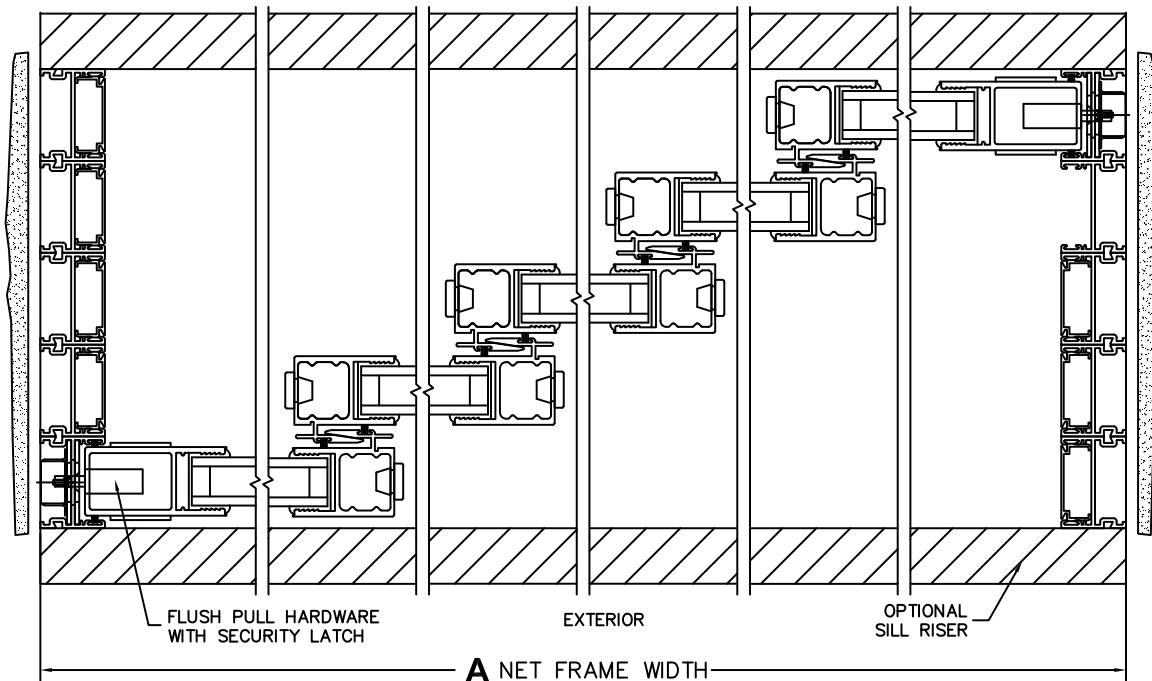 FLUSH PULL HARDWARE
WITH SECURITY LATCH
EXTERIOR
OPTIONAL
SILL RISER
A NET FRAME WIDTH